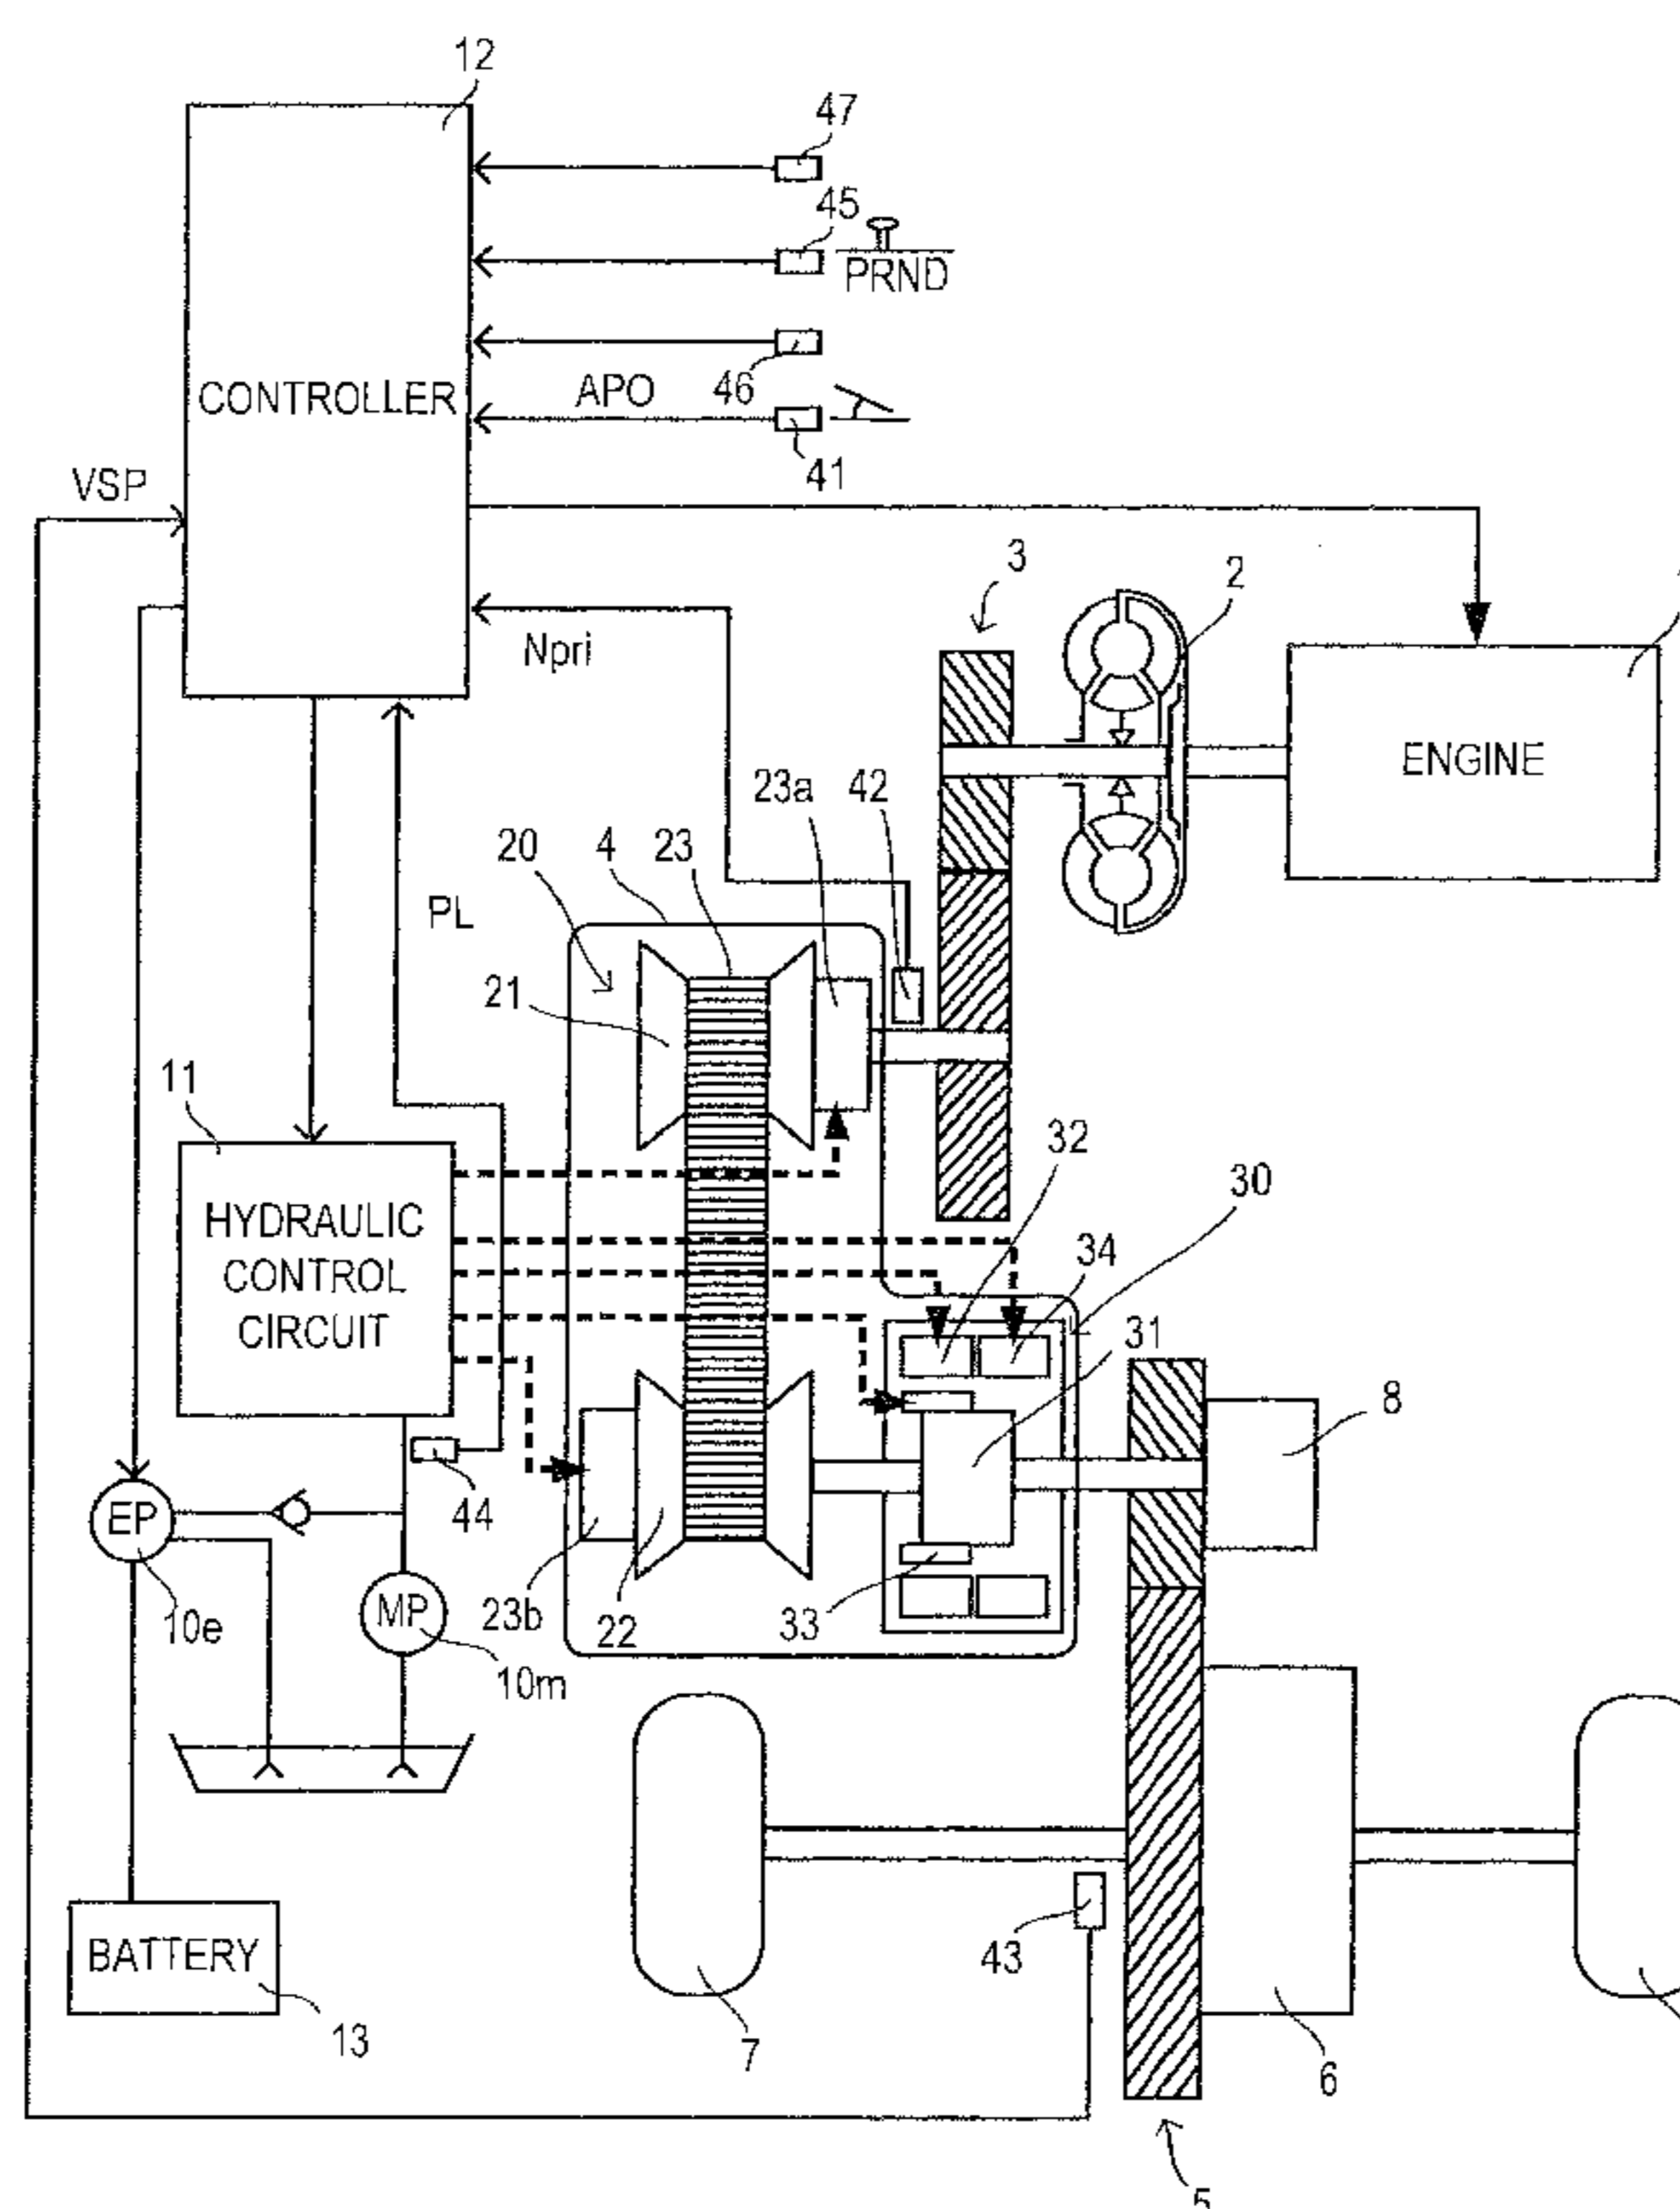 12
47
45
PRND
46
APO
41
CONTROLLER
VSP
3
2
Npri
ENGINE
23a
42
20
4
23
PL
21
11
32
30
HYDRAULIC
CONTROL
CIRCUIT
34
31
8
44
EP
10e
MP
10m
23b
22
33
BATTERY
13
43
7
6
5